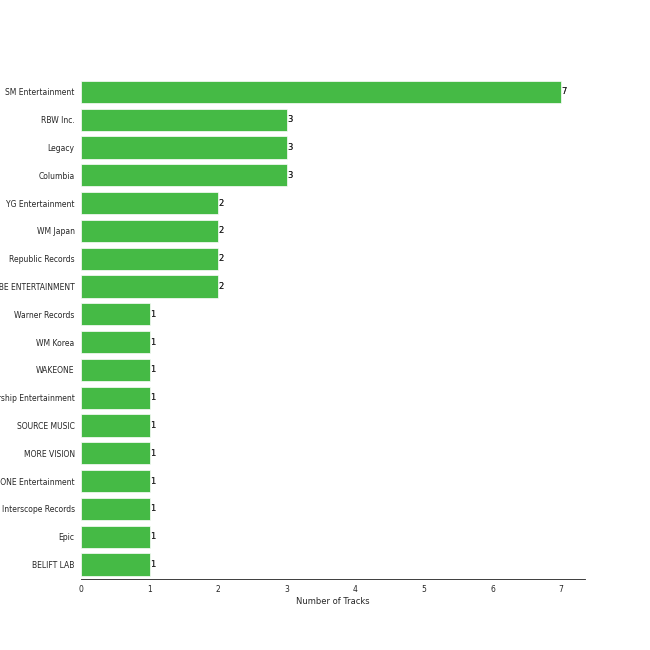 SM Entertainment 7
RBW Inc. 3
Legacy 3
Columbia 3
YG Entertainment 2
WM Japan 2
Republic Records 2
BE ENTERTAINMENT 2
Warner Records 1
WM Korea 1
WAKEONE 1
rship Entertainment 1
SOURCE MUSIC 1
MORE VISION 1
ONE Entertainment 1
Interscope Records 1
Epic 1
BELIFT LAB 1
0 1 2 3 4 5 6 7
Number of Tracks